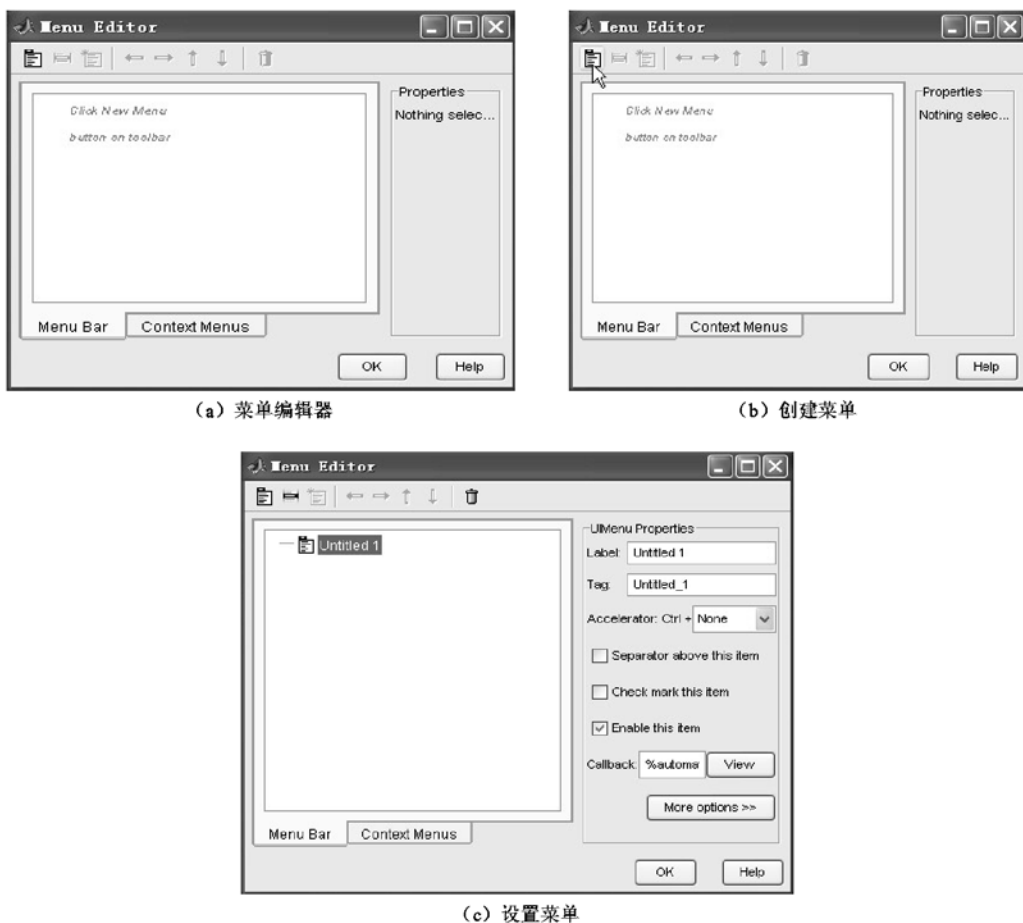 Menu Editor
Click New Menu
button on toolbar
Properties
Nothing selec...
Menu Bar
Context Menus
OK
Help
(a) 菜单编辑器
Menu Editor
Click New Menu
button on toolbar
Properties
Nothing selec...
Menu Bar
Context Menus
OK
Help
(b) 创建菜单
Menu Editor
Untitled 1
UIMenu Properties
Label: Untitled 1
Tag: Untitled_1
Accelerator: Ctrl + None
Separator above this item
Check mark this item
Enable this item
Callback: %automa View
More options >>
Menu Bar
Context Menus
OK
Help
(c) 设置菜单